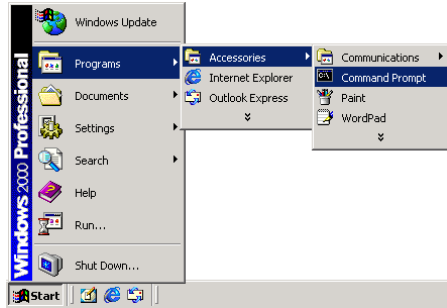 Windows Update
Programs
Documents
Settings
Search
Help
Run...
Shut Down...
Windows 2000 Professional
Accessories
Internet Explorer
Outlook Express
Communications
Command Prompt
Paint
WordPad
Start